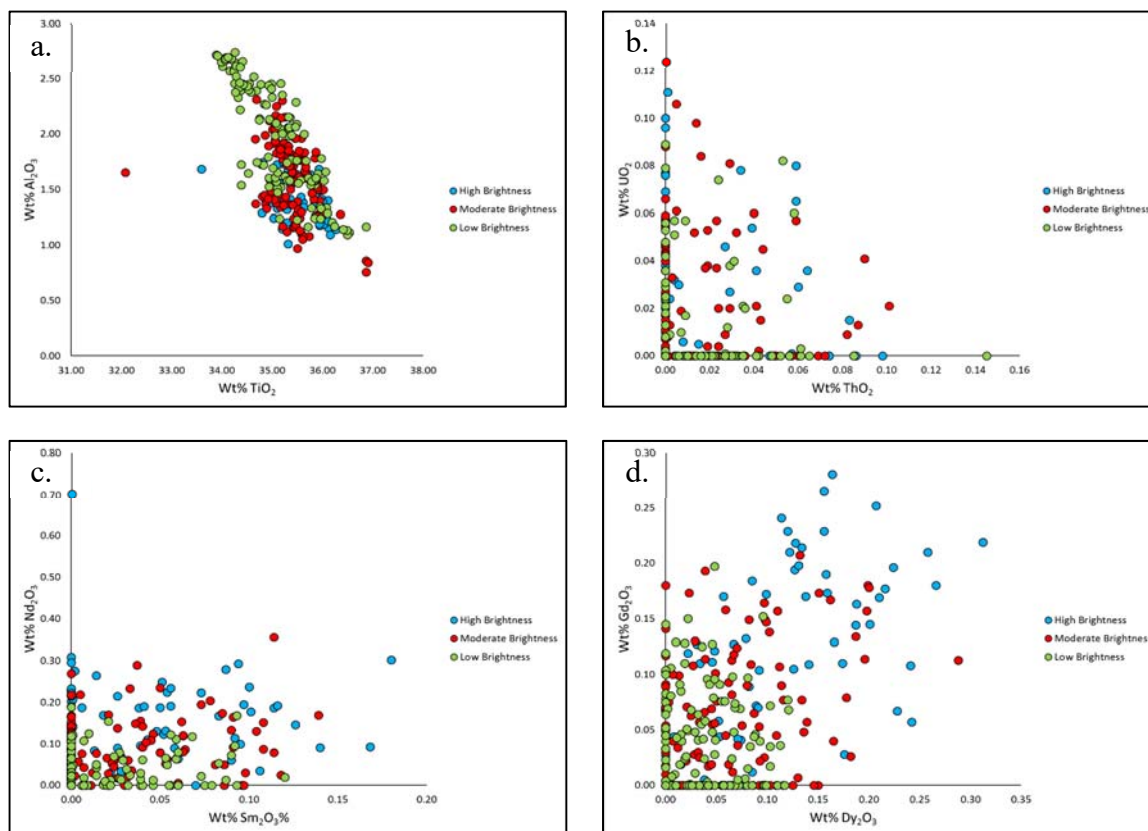 a.
3.00
2.50
2.00
1.50
1.00
0.50
0.00
31.00 32.00 33.00 34.00 35.00 36.00 37.00 38.00
Wt% Al₂O₃
Wt% TiO₂
High Brightness
Moderate Brightness
Low Brightness
b.
0.14
0.12
0.10
0.08
0.06
0.04
0.02
0.00
0.00 0.02 0.04 0.06 0.08 0.10 0.12 0.14 0.16
Wt% UO₂
Wt% ThO₂
High Brightness
Moderate Brightness
Low Brightness
c.
0.80
0.70
0.60
0.50
0.40
0.30
0.20
0.10
0.00
0.00 0.05 0.10 0.15 0.20
Wt% Nd₂O₃
Wt% Sm₂O₃%
High Brightness
Moderate Brightness
Low Brightness
d.
0.30
0.25
0.20
0.15
0.10
0.05
0.00
0.00 0.05 0.10 0.15 0.20 0.25 0.30 0.35
Wt% Gd₂O₃
Wt% Dy₂O₃
High Brightness
Moderate Brightness
Low Brightness